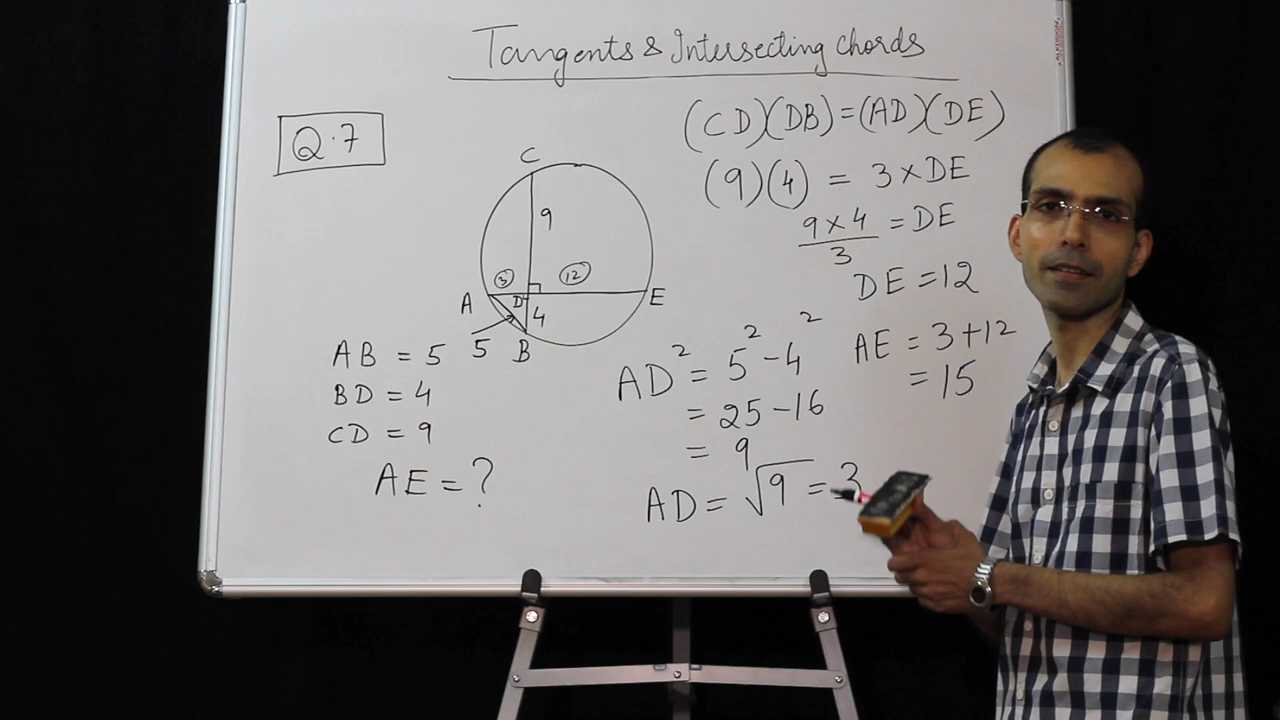 Tangents & Intersecting chords
Q.7
(CD)(DB)=(AD)(DE)
(9)(4) = 3×DE
9×4/3 = DE
DE = 12
AE = 3+12
= 15
C
9
3
12
A
D
E
4
5
B
AB = 5
BD = 4
CD = 9
AE = ?
AD² = 5² - 4²
= 25 - 16
= 9
AD = √9 = 3